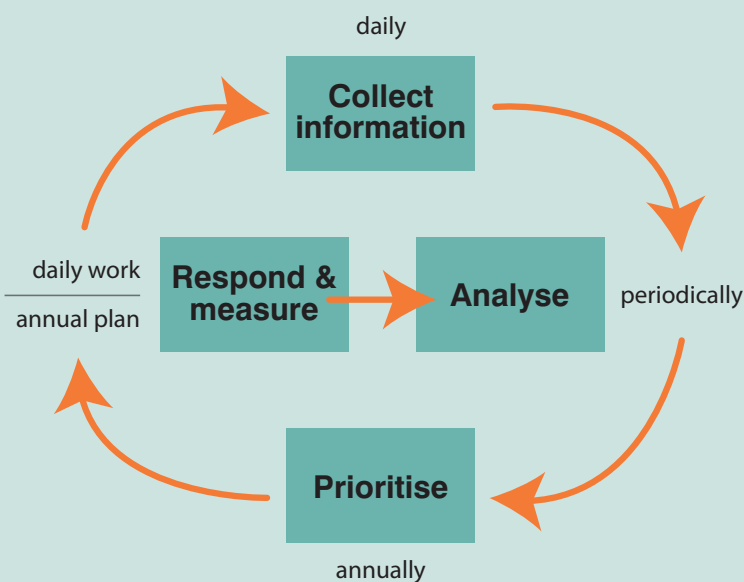 daily
Collect
information
daily work
annual plan
Respond &
measure
Analyse
periodically
Prioritise
annually